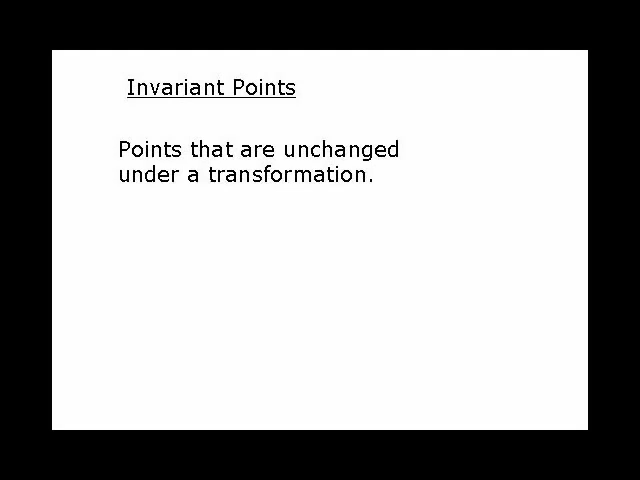 Invariant Points
Points that are unchanged
under a transformation.